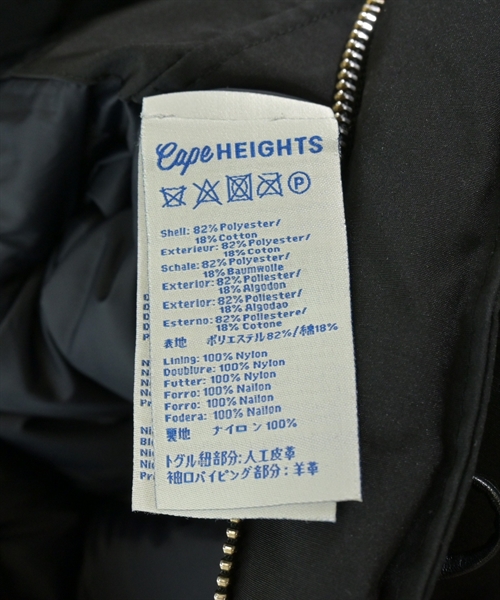 Cape HEIGHTS
P
Shell: 82% Polyester/
18% Cotton
Exterieur: 82% Polyester/
18% Coton
Schale: 82% Polyester/
18% Baumwolle
Exterior: 82% Poliester/
18% Algodon
Exterior: 82% Poliester/
18% Algodao
Esterno: 82% Poliestere/
18% Cotone
表地 ポリエステル82%/綿18%
Lining: 100% Nylon
Doublure: 100% Nylon
Futter: 100% Nylon
Forro: 100% Nailon
Forro: 100% Nailon
Fodera: 100% Nailon
裏地 ナイロン 100%
トグル紐部分: 人工皮革
袖口パイピング部分: 羊革